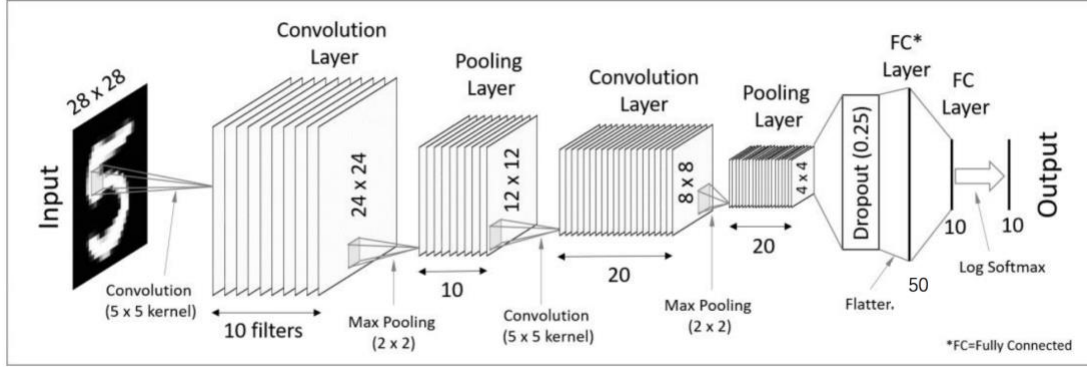 Input
28 x 28
Convolution
(5 x 5 kernel)
Convolution
Layer
24 x 24
10 filters
Max Pooling
(2 x 2)
Pooling
Layer
12 x 12
10
Convolution
(5 x 5 kernel)
Convolution
Layer
8 x 8
20
Max Pooling
(2 x 2)
Pooling
Layer
4 x 4
20
Dropout (0.25)
Flatter.
FC*
Layer
50
FC
Layer
10
Log Softmax
10
Output
*FC=Fully Connected